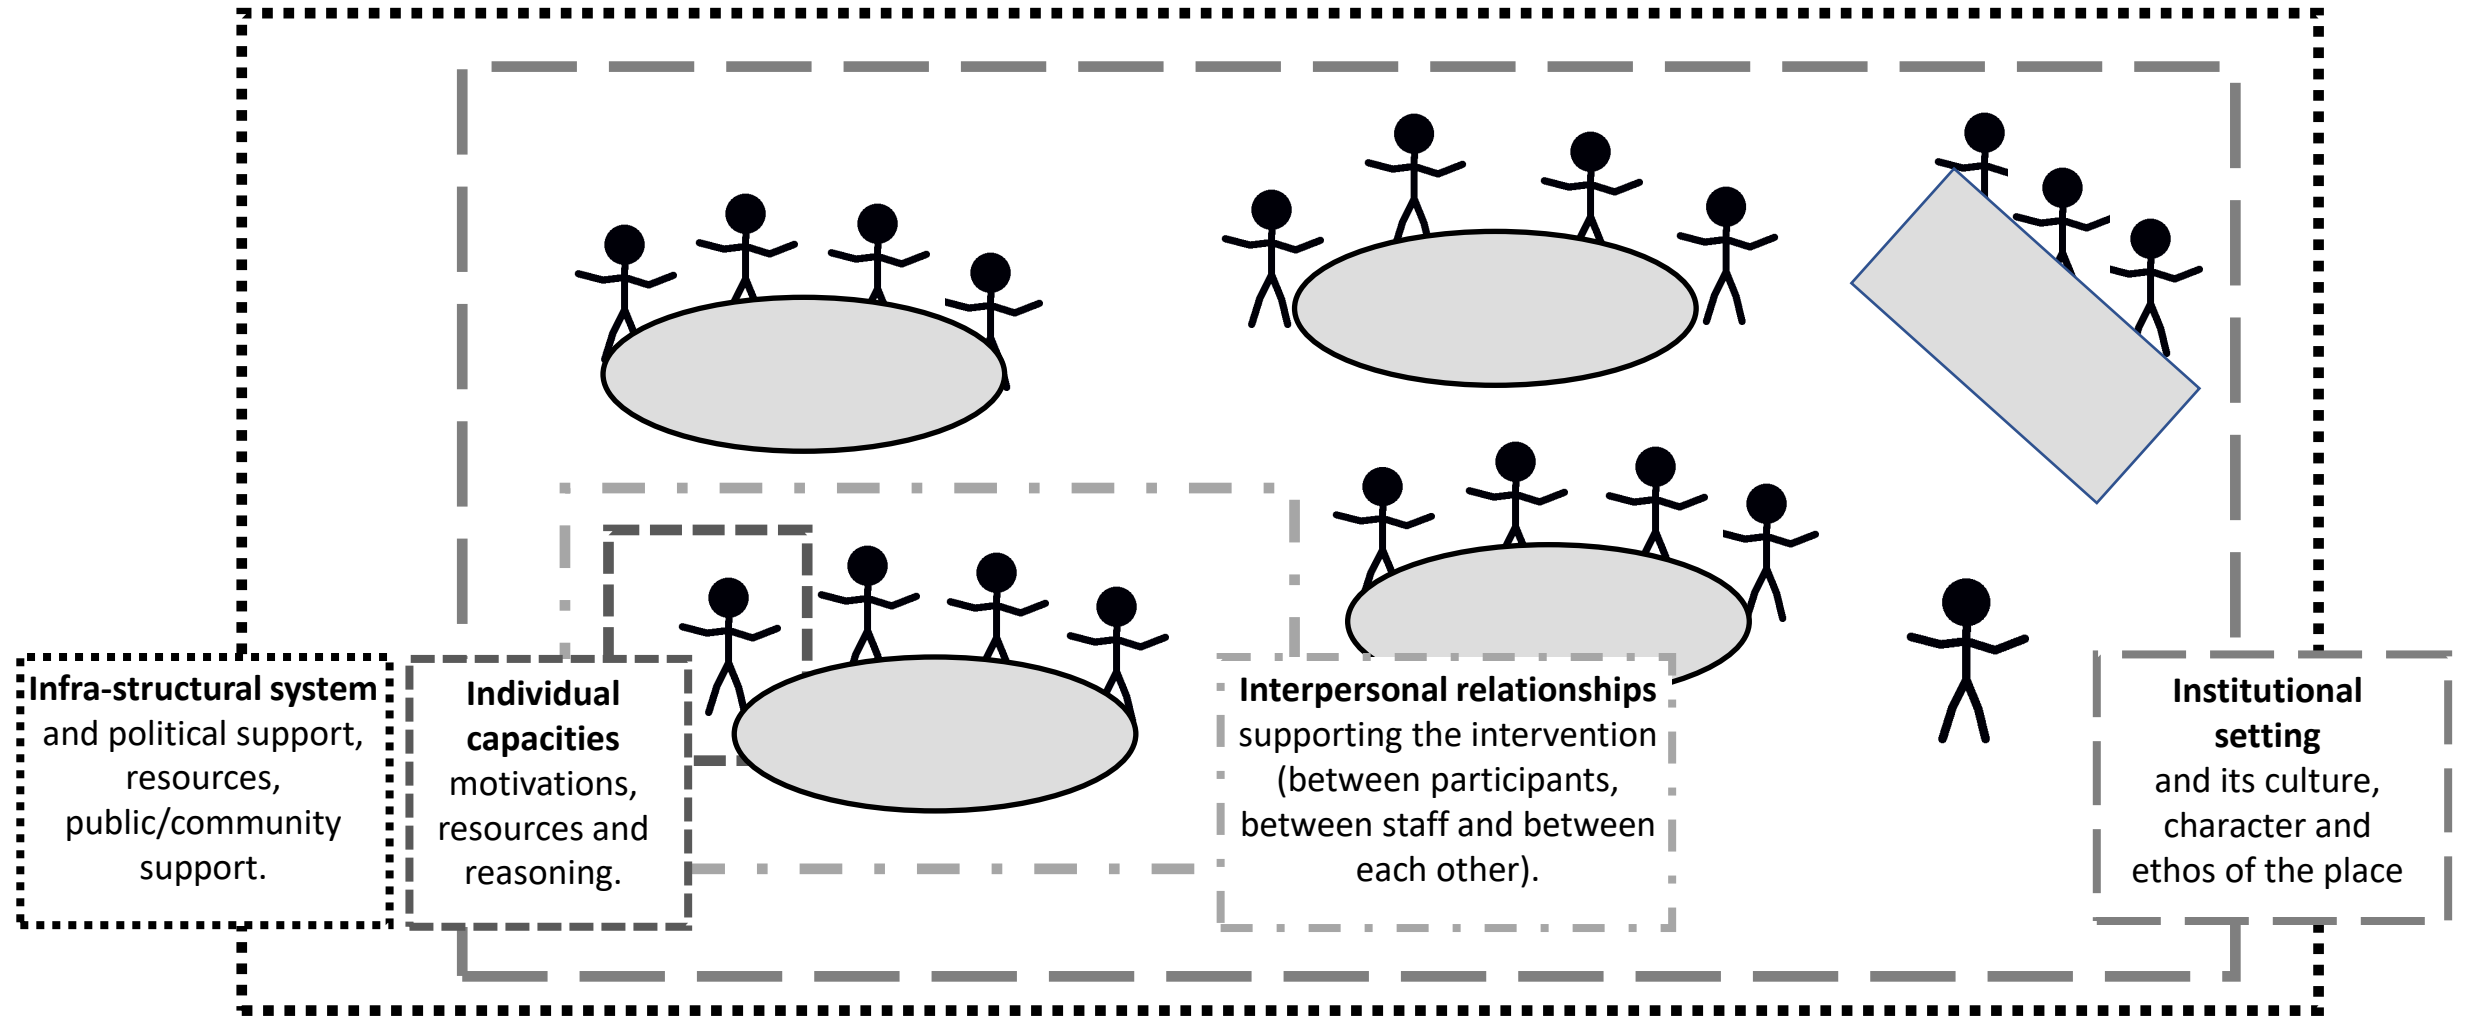 Infra-structural system
and political support,
resources,
public/community
support.
Individual
capacities
motivations,
resources and
reasoning.
Interpersonal relationships
supporting the intervention
(between participants,
between staff and between
each other).
Institutional
setting
and its culture,
character and
ethos of the place